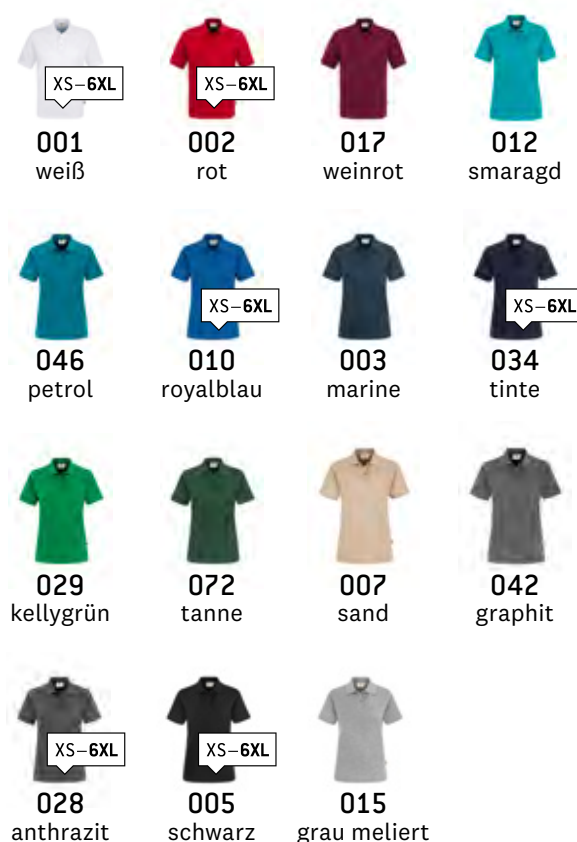 XS–6XL
001
weiß
XS–6XL
002
rot
017
weinrot
012
smaragd
046
petrol
XS–6XL
010
royalblau
003
marine
XS–6XL
034
tinte
029
kellygrün
072
tanne
007
sand
042
graphit
XS–6XL
028
anthrazit
XS–6XL
005
schwarz
015
grau meliert